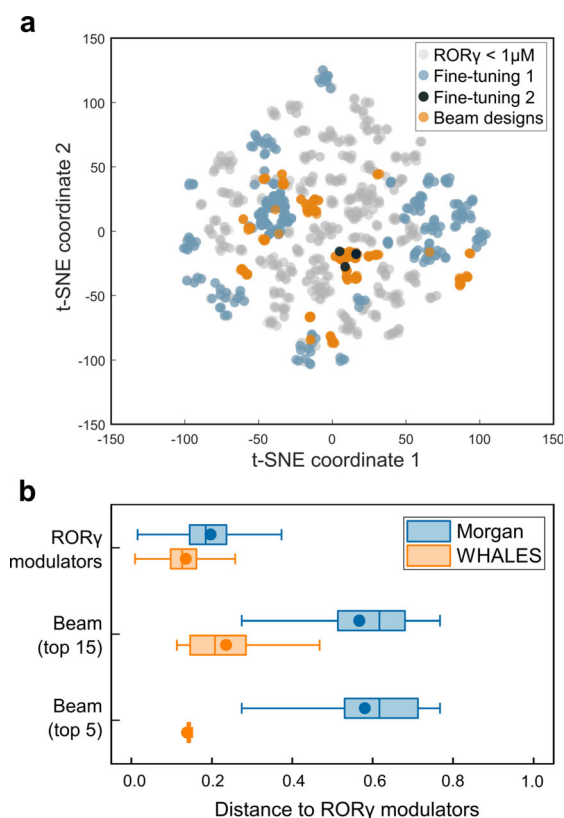 a
150
100
50
0
-50
-100
-150
t-SNE coordinate 2
RORγ < 1μM
Fine-tuning 1
Fine-tuning 2
Beam designs
-150 -100 -50 0 50 100 150
t-SNE coordinate 1
b
RORγ
modulators
Beam
(top 15)
Beam
(top 5)
Morgan
WHALES
0.0 0.2 0.4 0.6 0.8 1.0
Distance to RORγ modulators